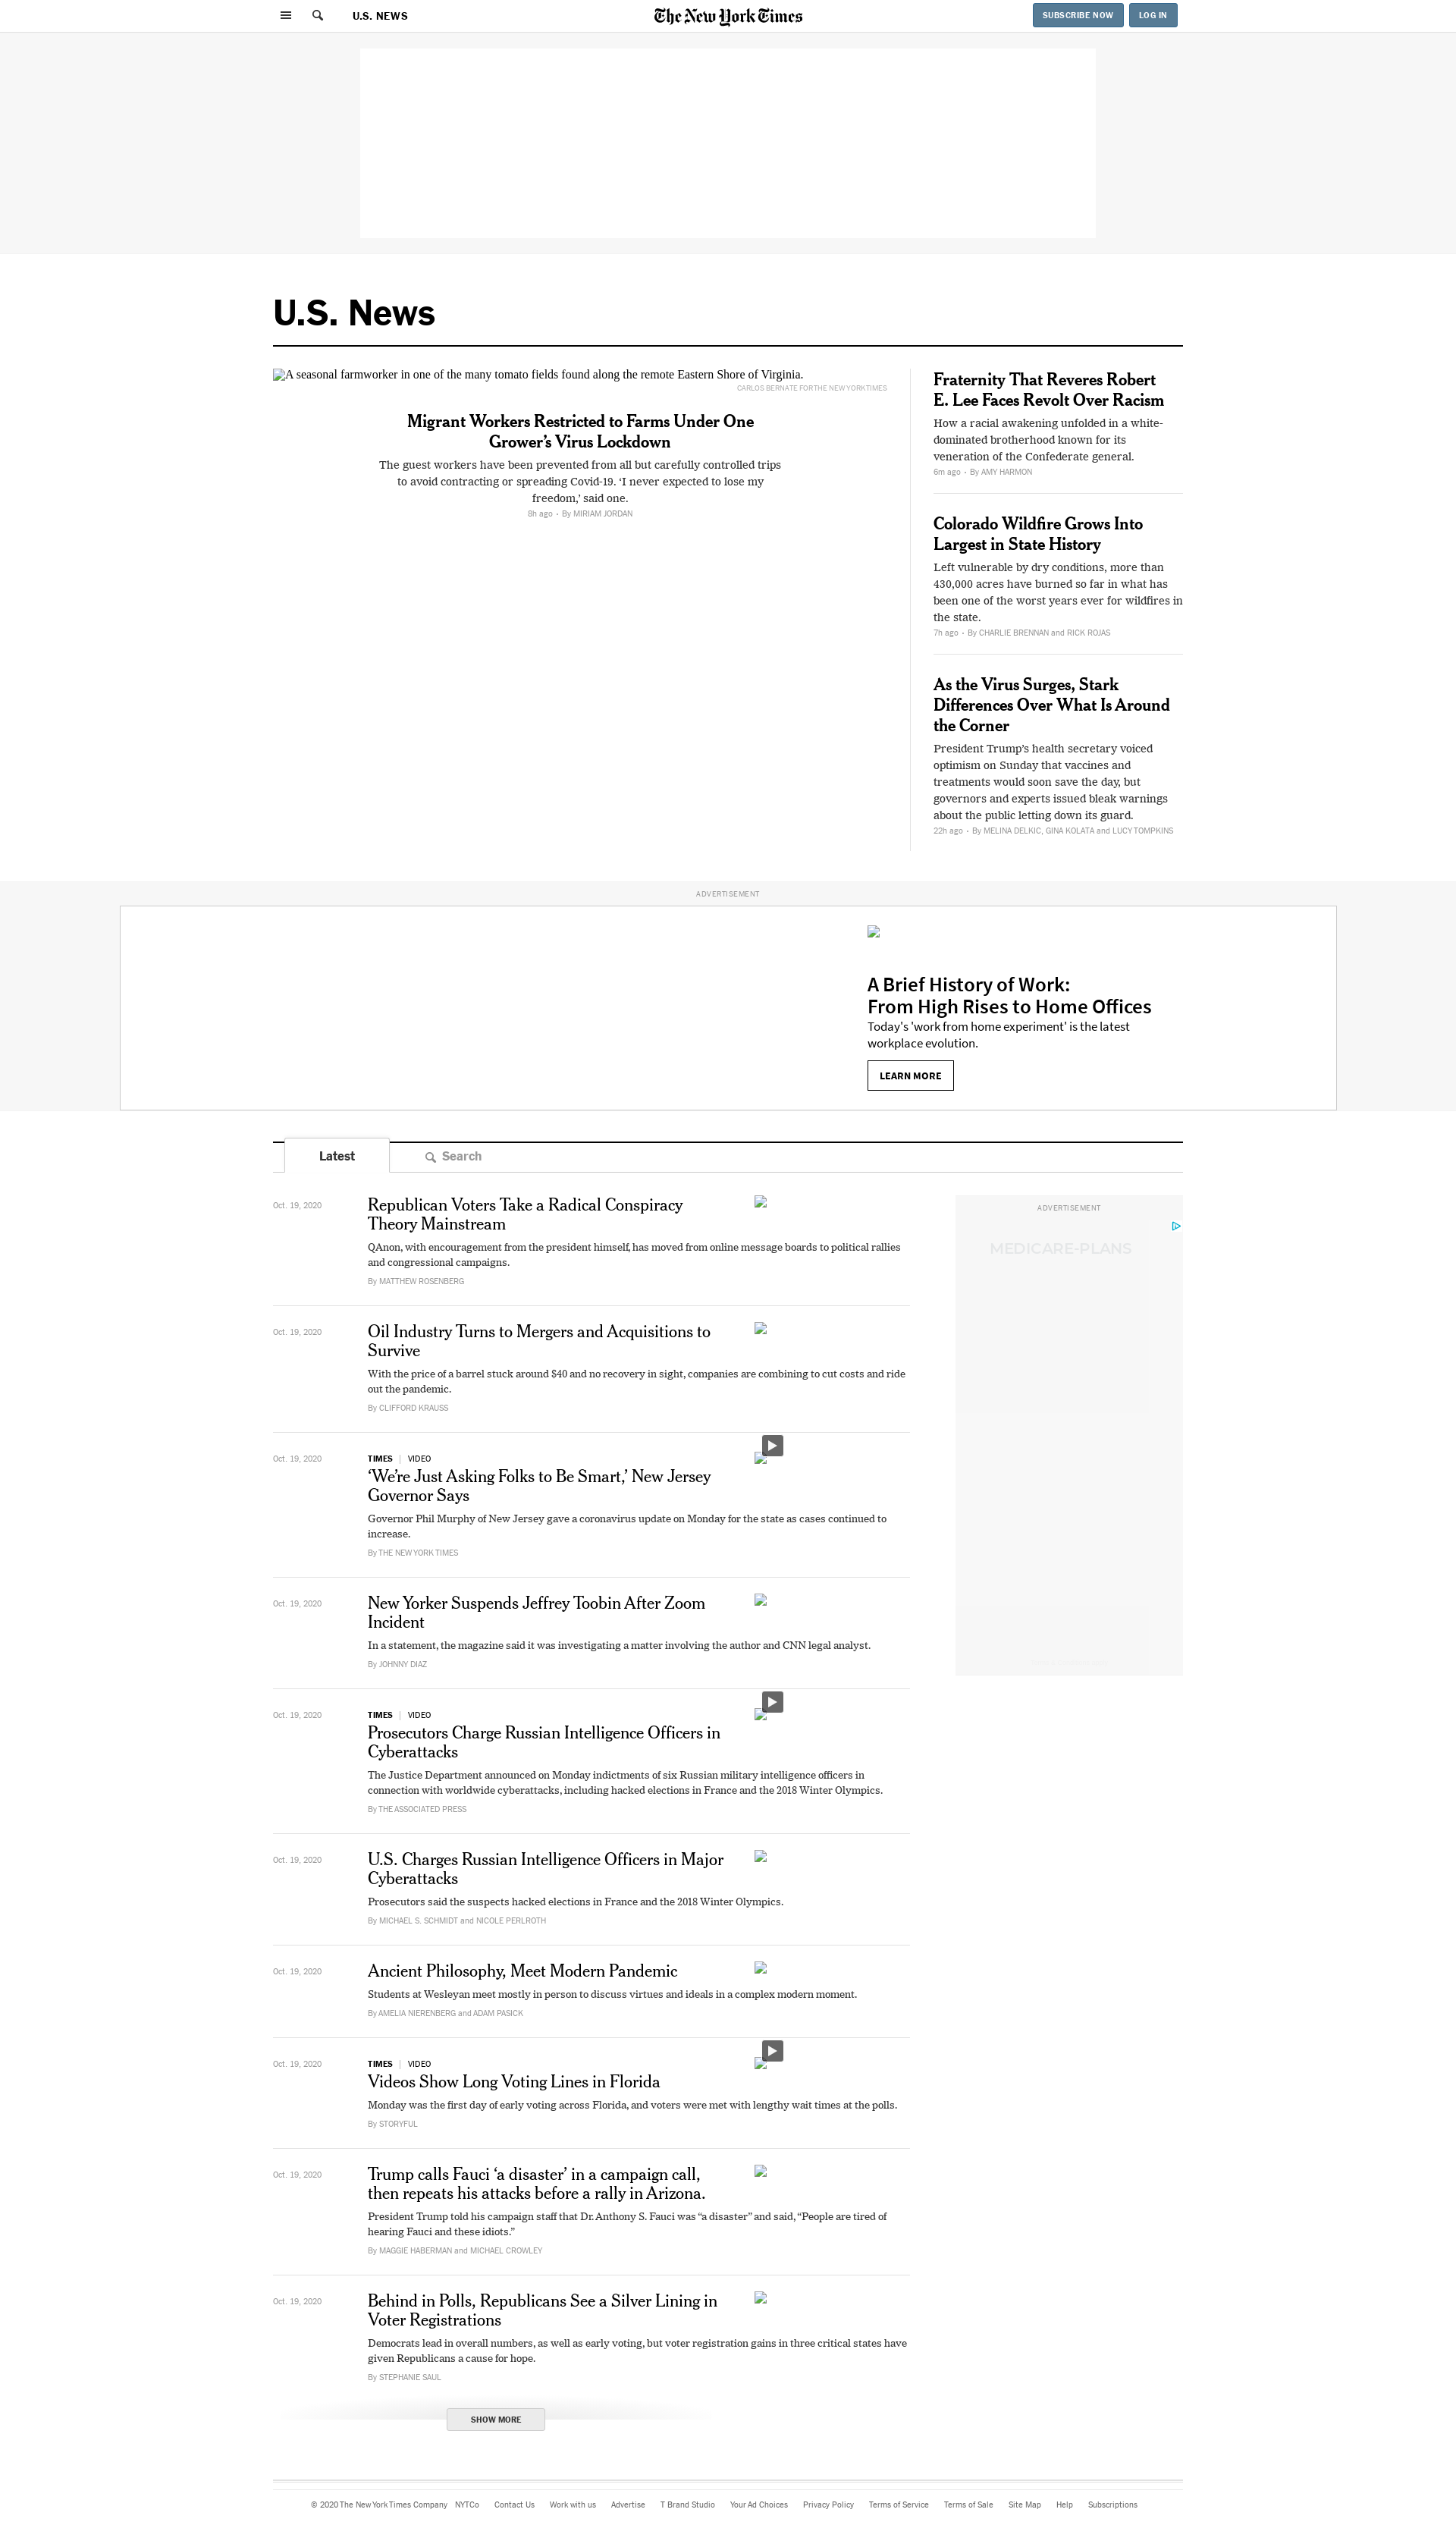 U.S. NEWS
The New York Times
SUBSCRIBE NOW
LOG IN
U.S. News
A seasonal farmworker in one of the many tomato fields found along the remote Eastern Shore of Virginia.
CARLOS BERNATE FOR THE NEW YORK TIMES
Migrant Workers Restricted to Farms Under One
Grower’s Virus Lockdown
The guest workers have been prevented from all but carefully controlled trips
to avoid contracting or spreading Covid-19. ‘I never expected to lose my
freedom,’ said one.
8h ago • By MIRIAM JORDAN
Fraternity That Reveres Robert
E. Lee Faces Revolt Over Racism
How a racial awakening unfolded in a white-
dominated brotherhood known for its
veneration of the Confederate general.
6m ago • By AMY HARMON
Colorado Wildfire Grows Into
Largest in State History
Left vulnerable by dry conditions, more than
430,000 acres have burned so far in what has
been one of the worst years ever for wildfires in
the state.
7h ago • By CHARLIE BRENNAN and RICK ROJAS
As the Virus Surges, Stark
Differences Over What Is Around
the Corner
President Trump’s health secretary voiced
optimism on Sunday that vaccines and
treatments would soon save the day, but
governors and experts issued bleak warnings
about the public letting down its guard.
22h ago • By MELINA DELKIC, GINA KOLATA and LUCY TOMPKINS
ADVERTISEMENT
A Brief History of Work:
From High Rises to Home Offices
Today's 'work from home experiment' is the latest
workplace evolution.
LEARN MORE
Latest
Search
Oct. 19, 2020
Republican Voters Take a Radical Conspiracy
Theory Mainstream
QAnon, with encouragement from the president himself, has moved from online message boards to political rallies
and congressional campaigns.
By MATTHEW ROSENBERG
ADVERTISEMENT
MEDICARE-PLANS
Oct. 19, 2020
Oil Industry Turns to Mergers and Acquisitions to
Survive
With the price of a barrel stuck around $40 and no recovery in sight, companies are combining to cut costs and ride
out the pandemic.
By CLIFFORD KRAUSS
Oct. 19, 2020
TIMES | VIDEO
‘We’re Just Asking Folks to Be Smart,’ New Jersey
Governor Says
Governor Phil Murphy of New Jersey gave a coronavirus update on Monday for the state as cases continued to
increase.
By THE NEW YORK TIMES
Oct. 19, 2020
New Yorker Suspends Jeffrey Toobin After Zoom
Incident
In a statement, the magazine said it was investigating a matter involving the author and CNN legal analyst.
By JOHNNY DIAZ
Oct. 19, 2020
TIMES | VIDEO
Prosecutors Charge Russian Intelligence Officers in
Cyberattacks
The Justice Department announced on Monday indictments of six Russian military intelligence officers in
connection with worldwide cyberattacks, including hacked elections in France and the 2018 Winter Olympics.
By THE ASSOCIATED PRESS
Oct. 19, 2020
U.S. Charges Russian Intelligence Officers in Major
Cyberattacks
Prosecutors said the suspects hacked elections in France and the 2018 Winter Olympics.
By MICHAEL S. SCHMIDT and NICOLE PERLROTH
Oct. 19, 2020
Ancient Philosophy, Meet Modern Pandemic
Students at Wesleyan meet mostly in person to discuss virtues and ideals in a complex modern moment.
By AMELIA NIERENBERG and ADAM PASICK
Oct. 19, 2020
TIMES | VIDEO
Videos Show Long Voting Lines in Florida
Monday was the first day of early voting across Florida, and voters were met with lengthy wait times at the polls.
By STORYFUL
Oct. 19, 2020
Trump calls Fauci ‘a disaster’ in a campaign call,
then repeats his attacks before a rally in Arizona.
President Trump told his campaign staff that Dr. Anthony S. Fauci was “a disaster” and said, “People are tired of
hearing Fauci and these idiots.”
By MAGGIE HABERMAN and MICHAEL CROWLEY
Oct. 19, 2020
Behind in Polls, Republicans See a Silver Lining in
Voter Registrations
Democrats lead in overall numbers, as well as early voting, but voter registration gains in three critical states have
given Republicans a cause for hope.
By STEPHANIE SAUL
SHOW MORE
© 2020 The New York Times Company NYTCo Contact Us Work with us Advertise T Brand Studio Your Ad Choices Privacy Policy Terms of Service Terms of Sale Site Map Help Subscriptions